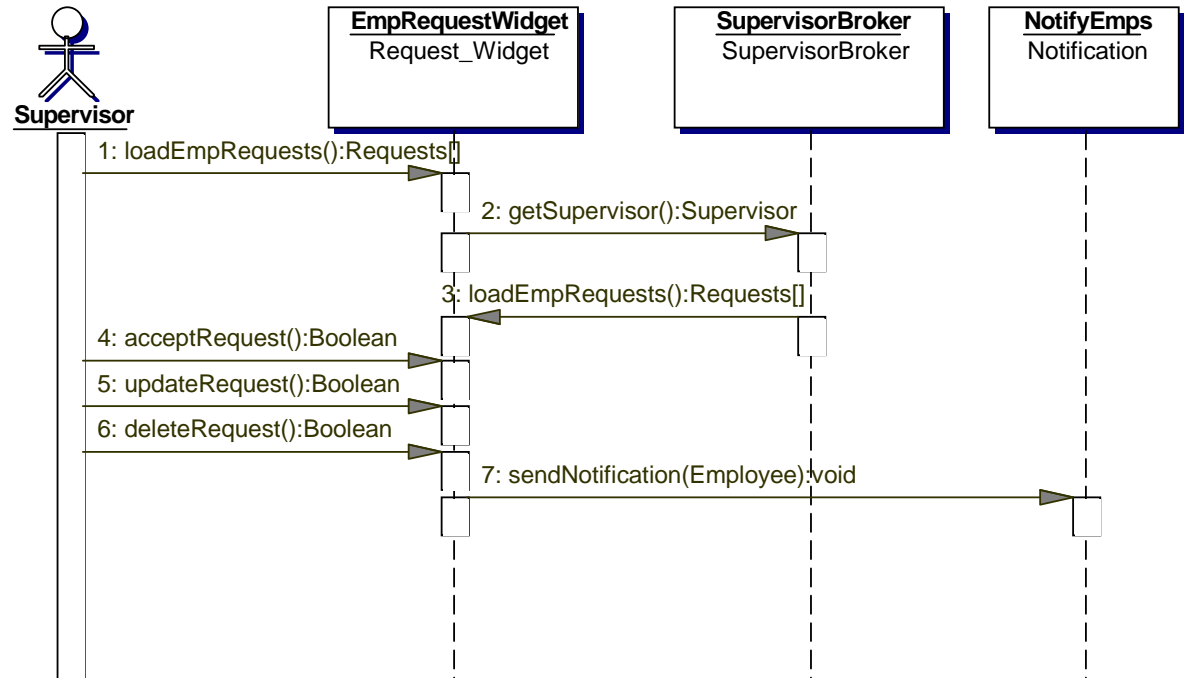 EmpRequestWidget
Request_Widget
SupervisorBroker
SupervisorBroker
NotifyEmps
Notification
Supervisor
1: loadEmpRequests():Requests[]
2: getSupervisor():Supervisor
3: loadEmpRequests():Requests[]
4: acceptRequest():Boolean
5: updateRequest():Boolean
6: deleteRequest():Boolean
7: sendNotification(Employee):void